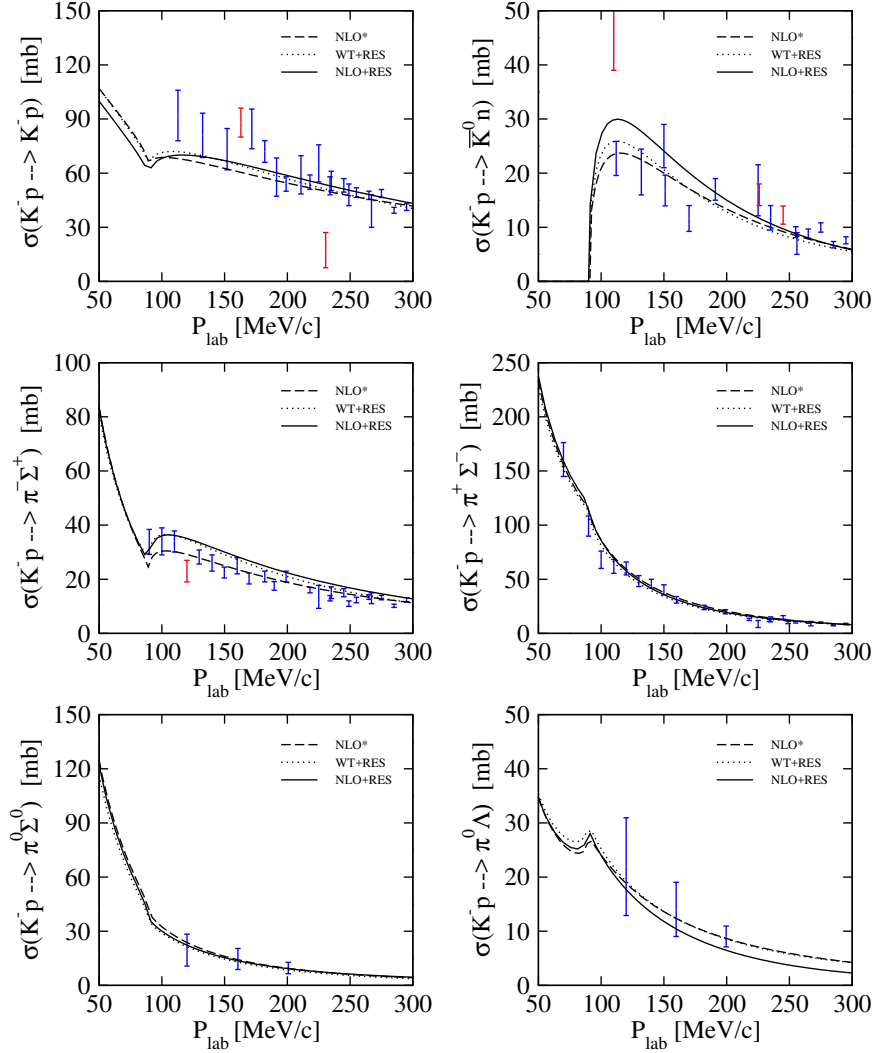 σ(K⁻p --> K⁻p) [mb]
150
120
90
60
30
0
NLO*
WT+RES
NLO+RES
50 100 150 200 250 300
P_lab [MeV/c]
σ(K⁻p --> K̄⁰n) [mb]
50
40
30
20
10
0
NLO*
WT+RES
NLO+RES
50 100 150 200 250 300
P_lab [MeV/c]
σ(K⁻p --> π⁻Σ⁺) [mb]
100
80
60
40
20
0
NLO*
WT+RES
NLO+RES
50 100 150 200 250 300
P_lab [MeV/c]
σ(K⁻p --> π⁺ Σ⁻) [mb]
250
200
150
100
50
0
NLO*
WT+RES
NLO+RES
50 100 150 200 250 300
P_lab [MeV/c]
σ(K⁻p --> π⁰Σ⁰) [mb]
150
120
90
60
30
0
NLO*
WT+RES
NLO+RES
50 100 150 200 250 300
P_lab [MeV/c]
σ(K⁻p --> π⁰Λ) [mb]
50
40
30
20
10
0
NLO*
WT+RES
NLO+RES
50 100 150 200 250 300
P_lab [MeV/c]